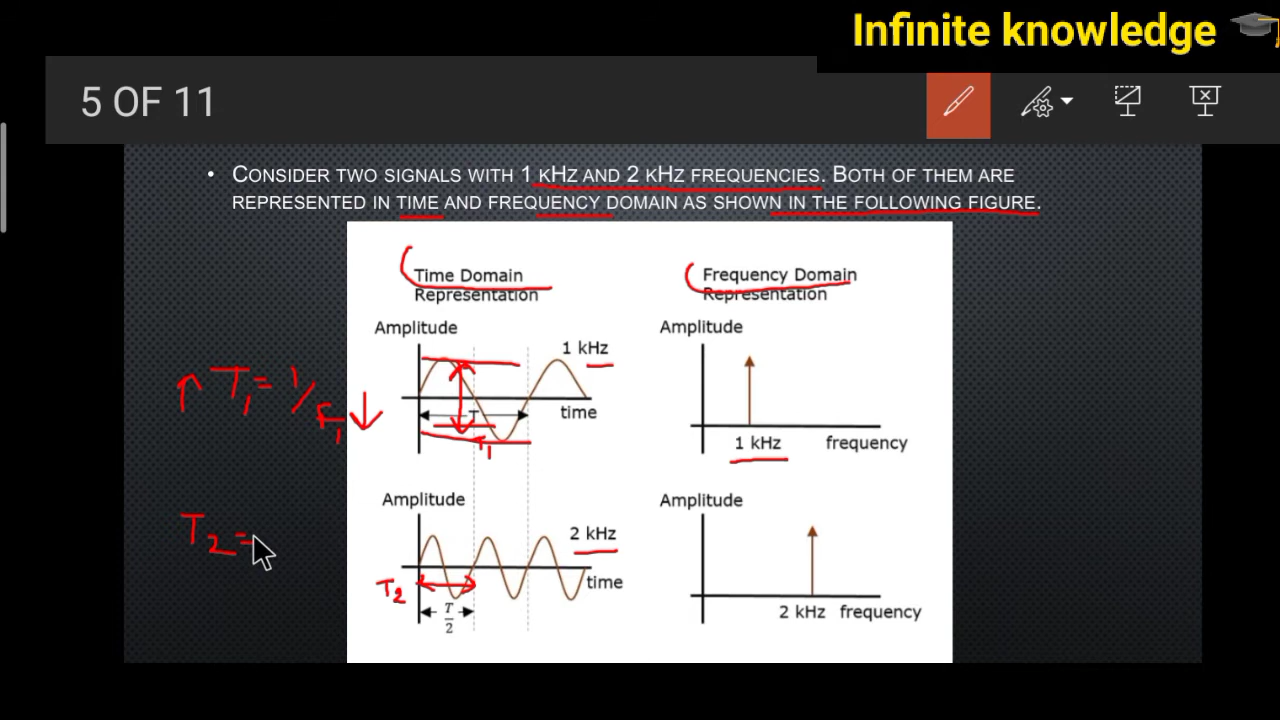 Infinite knowledge
5 OF 11
• CONSIDER TWO SIGNALS WITH 1 KHZ AND 2 KHZ FREQUENCIES. BOTH OF THEM ARE
REPRESENTED IN TIME AND FREQUENCY DOMAIN AS SHOWN IN THE FOLLOWING FIGURE.
Time Domain
Representation
Frequency Domain
Representation
Amplitude
1 kHz
T
time
T1
Amplitude
1 kHz
frequency
↑ T1 = 1/F1 ↓
Amplitude
2 kHz
time
T2
T/2
Amplitude
2 kHz
frequency
T2 =